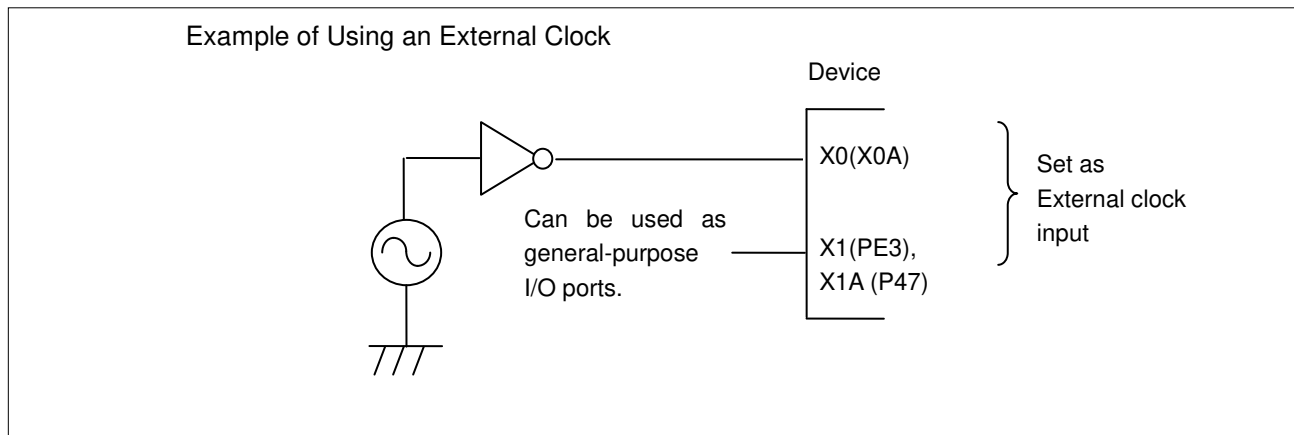 Example of Using an External Clock
Device
X0(X0A)
Set as
External clock
input
Can be used as
general-purpose
I/O ports.
X1(PE3),
X1A (P47)